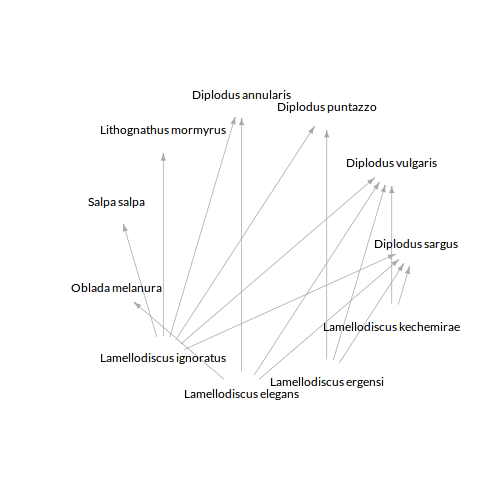 Diplodus annularis
Diplodus puntazzo
Lithognathus mormyrus
Diplodus vulgaris
Salpa salpa
Diplodus sargus
Oblada melanura
Lamellodiscus kechemirae
Lamellodiscus ignoratus
Lamellodiscus ergensi
Lamellodiscus elegans